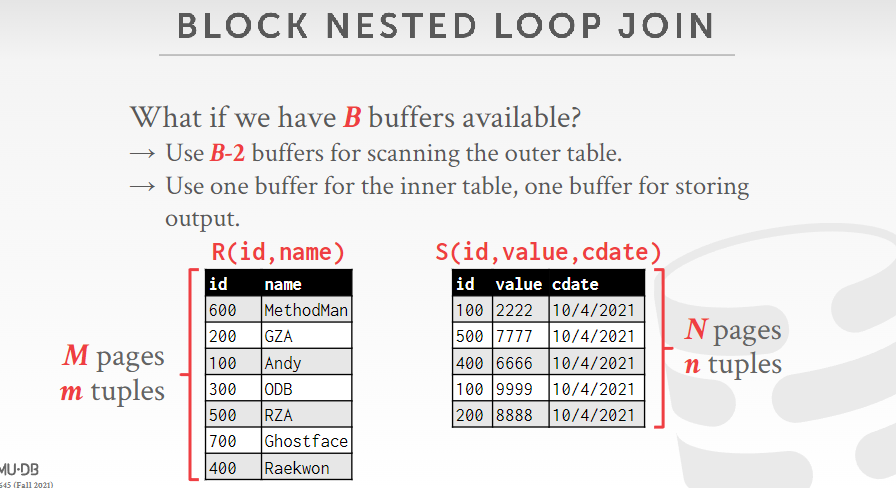 BLOCK NESTED LOOP JOIN
What if we have B buffers available?
→ Use B-2 buffers for scanning the outer table.
→ Use one buffer for the inner table, one buffer for storing
output.
R(id,name)
id name
600 MethodMan
200 GZA
100 Andy
300 ODB
500 RZA
700 Ghostface
400 Raekwon
M pages
m tuples
S(id,value,cdate)
id value cdate
100 2222 10/4/2021
500 7777 10/4/2021
400 6666 10/4/2021
100 9999 10/4/2021
200 8888 10/4/2021
N pages
n tuples
MU·DB
645 (Fall 2021)